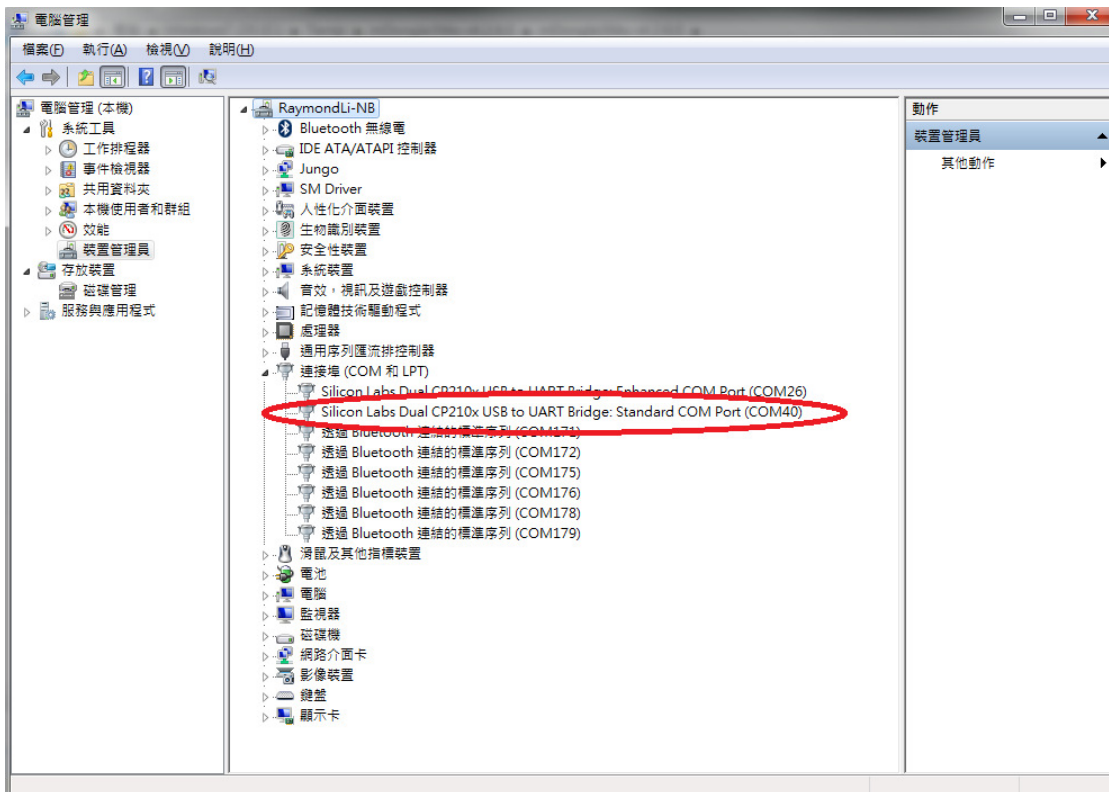 電腦管理
檔案(F) 執行(A) 檢視(V) 說明(H)
電腦管理 (本機)
系統工具
工作排程器
事件檢視器
共用資料夾
本機使用者和群組
效能
裝置管理員
存放裝置
磁碟管理
服務與應用程式
RaymondLi-NB
Bluetooth 無線電
IDE ATA/ATAPI 控制器
Jungo
SM Driver
人性化介面裝置
生物識別裝置
安全性裝置
系統裝置
音效，視訊及遊戲控制器
記憶體技術驅動程式
處理器
通用序列匯流排控制器
連接埠 (COM 和 LPT)
Silicon Labs Dual CP210x USB to UART Bridge: Enhanced COM Port (COM26)
Silicon Labs Dual CP210x USB to UART Bridge: Standard COM Port (COM40)
透過 Bluetooth 連結的標準序列 (COM171)
透過 Bluetooth 連結的標準序列 (COM172)
透過 Bluetooth 連結的標準序列 (COM175)
透過 Bluetooth 連結的標準序列 (COM176)
透過 Bluetooth 連結的標準序列 (COM178)
透過 Bluetooth 連結的標準序列 (COM179)
滑鼠及其他指標裝置
電池
電腦
監視器
磁碟機
網路介面卡
影像裝置
鍵盤
顯示卡
動作
裝置管理員
其他動作